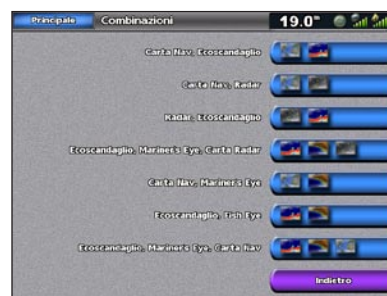 Principale Combinazioni 19.0m
Carta Nav, Ecoscandaglio
Carta Nav, Radar
Radar, Ecoscandaglio
Ecoscandaglio, Mariner's Eye, Carta Radar
Carta Nav, Mariner's Eye
Ecoscandaglio, Fish Eye
Ecoscandaglio, Mariner's Eye, Carta Nav
Indietro